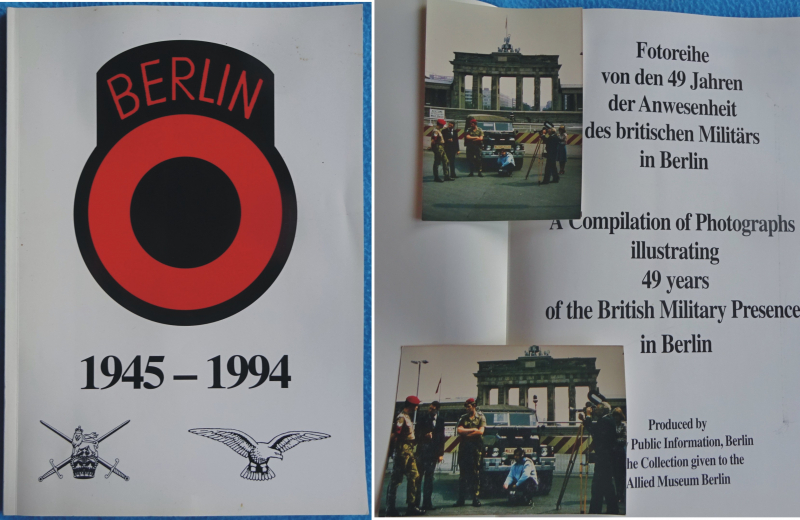 BERLIN
1945 – 1994
Fotoreihe
von den 49 Jahren
der Anwesenheit
des britischen Militärs
in Berlin
A Compilation of Photographs
illustrating
49 years
of the British Military Presence
in Berlin
Produced by
Public Information, Berlin
he Collection given to the
Allied Museum Berlin